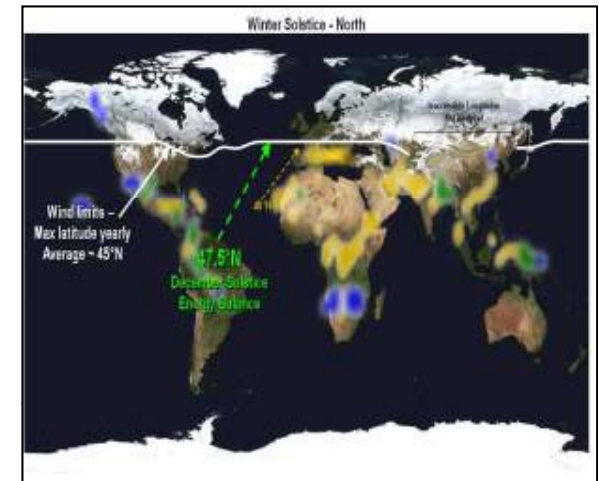 Winter Solstice - North
Wind limits –
Max latitude yearly
Average ~ 45°N
47.5°N
December Solstice
Energy Balance